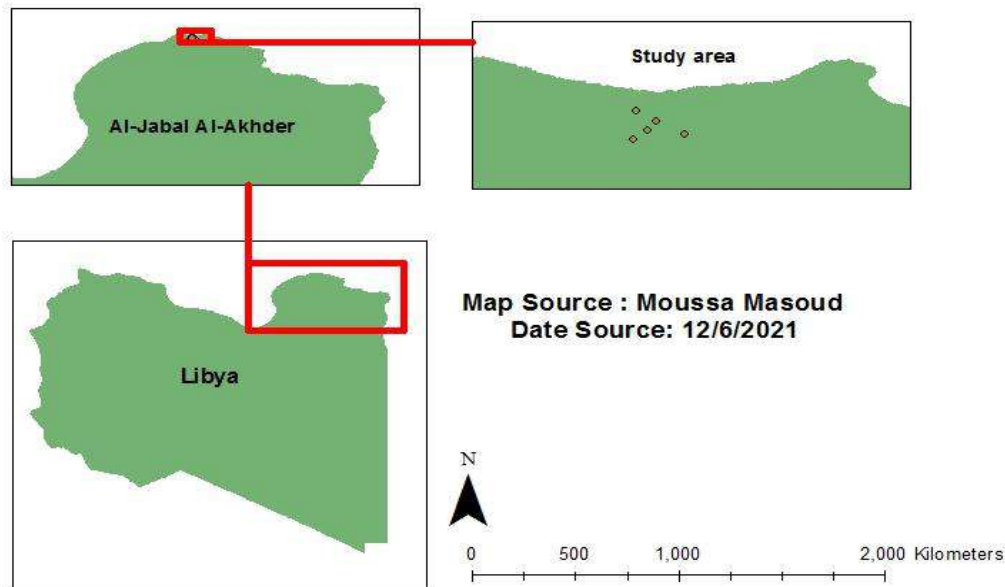 Study area
Al-Jabal Al-Akhder
Map Source : Moussa Masoud
Date Source: 12/6/2021
Libya
N
0 500 1,000 2,000 Kilometers